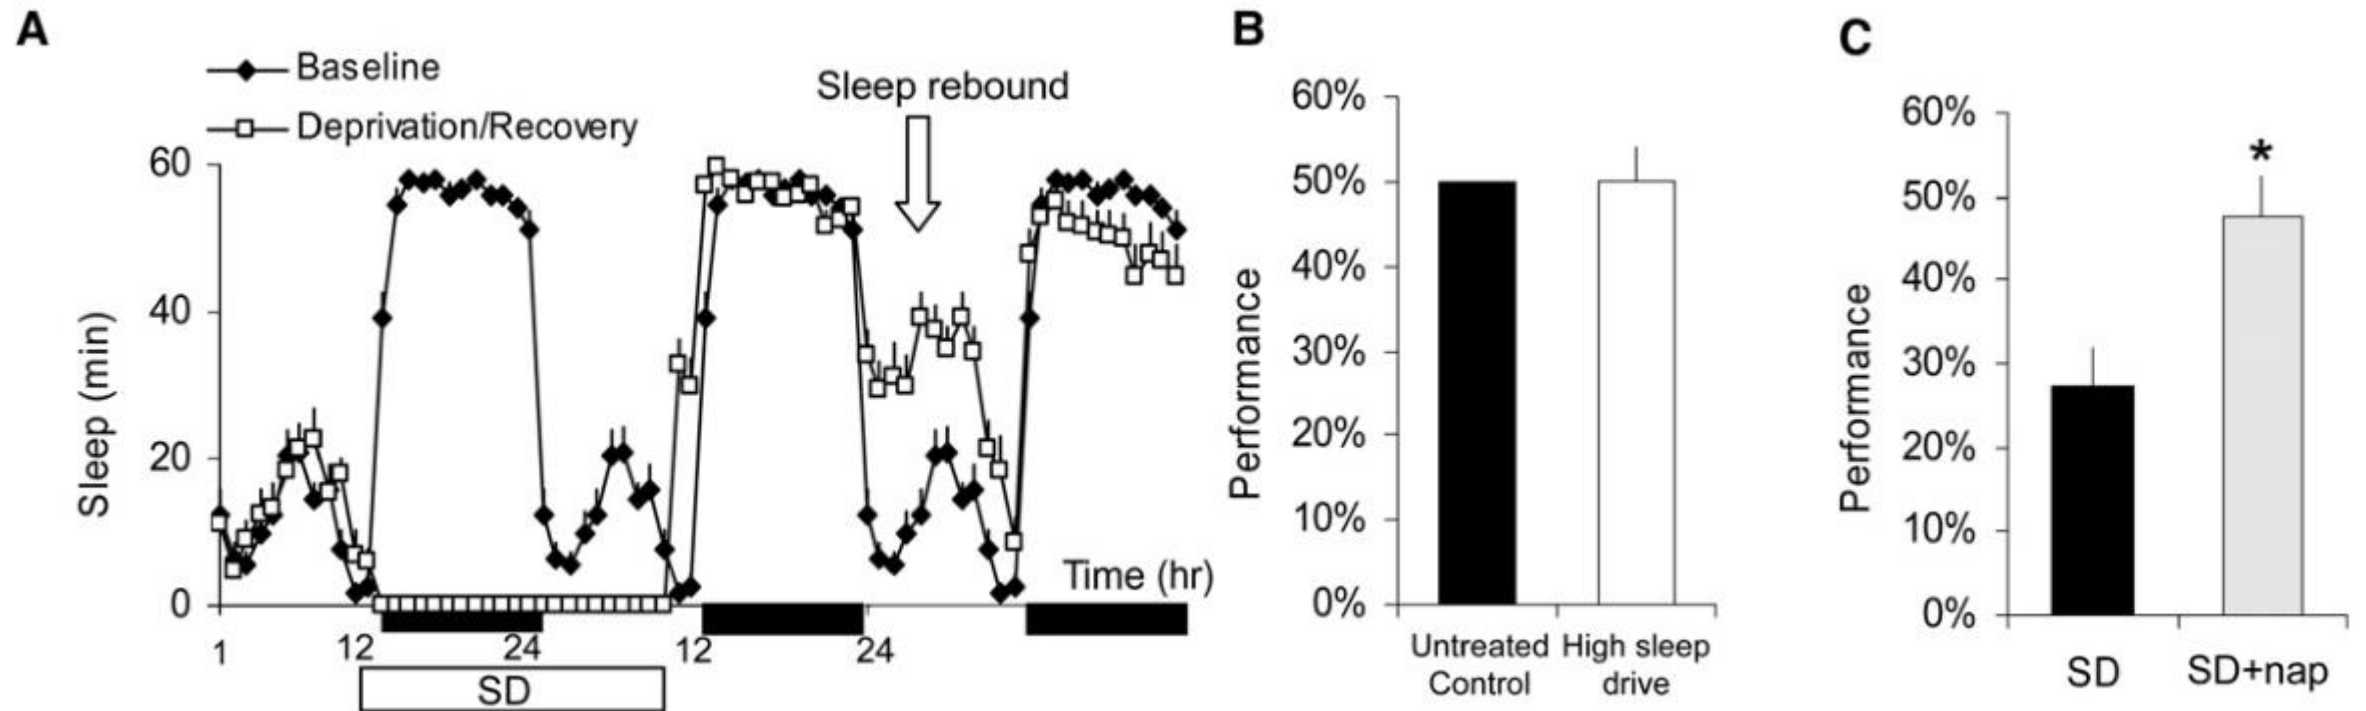 A
Baseline
Deprivation/Recovery
Sleep rebound
Sleep (min)
60
40
20
0
Time (hr)
1
12
24
12
24
SD
B
Performance
60%
50%
40%
30%
20%
10%
0%
Untreated
Control
High sleep
drive
C
Performance
60%
50%
40%
30%
20%
10%
0%
*
SD
SD+nap